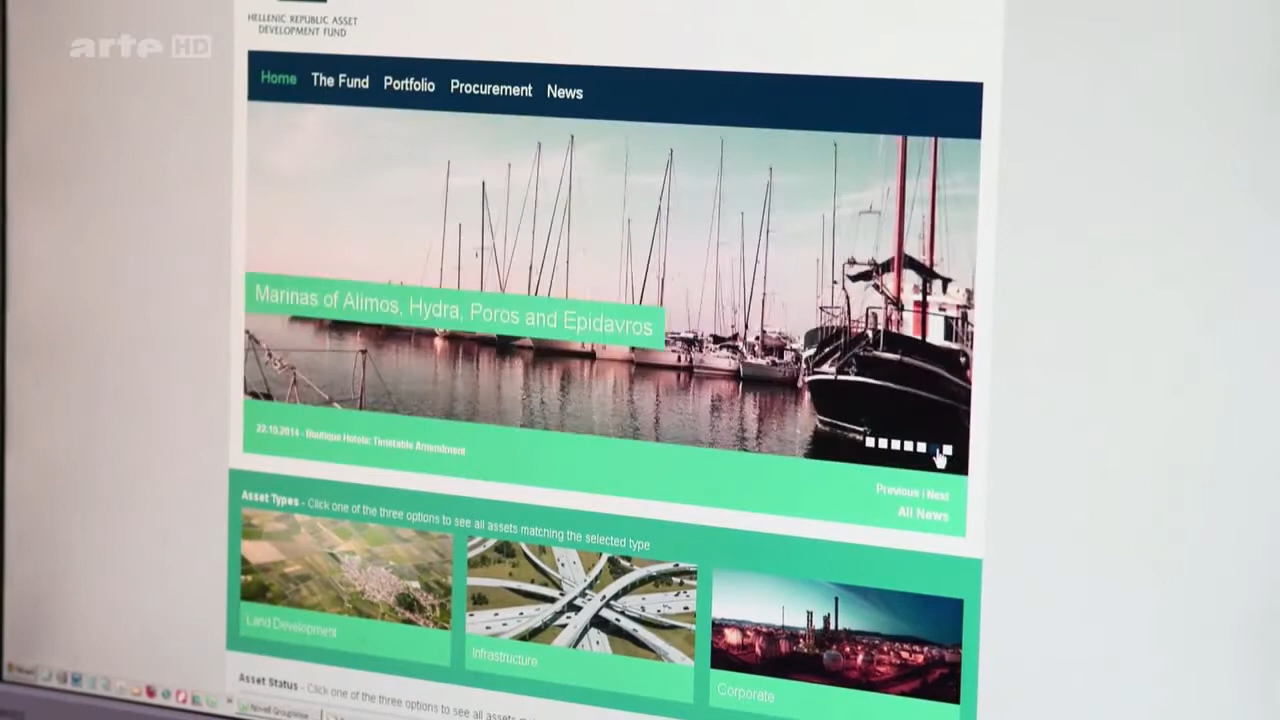 arte HD
HELLENIC REPUBLIC ASSET
DEVELOPMENT FUND
Home The Fund Portfolio Procurement News
Marinas of Alimos, Hydra, Poros and Epidavros
22.10.2014 - Boutique Hotels: Timetable Amendment
Previous | Next
All News
Asset Types - Click one of the three options to see all assets matching the selected type
Land Development
Infrastructure
Corporate
Asset Status - Click one of the three options to see all assets
Novell GroupWise